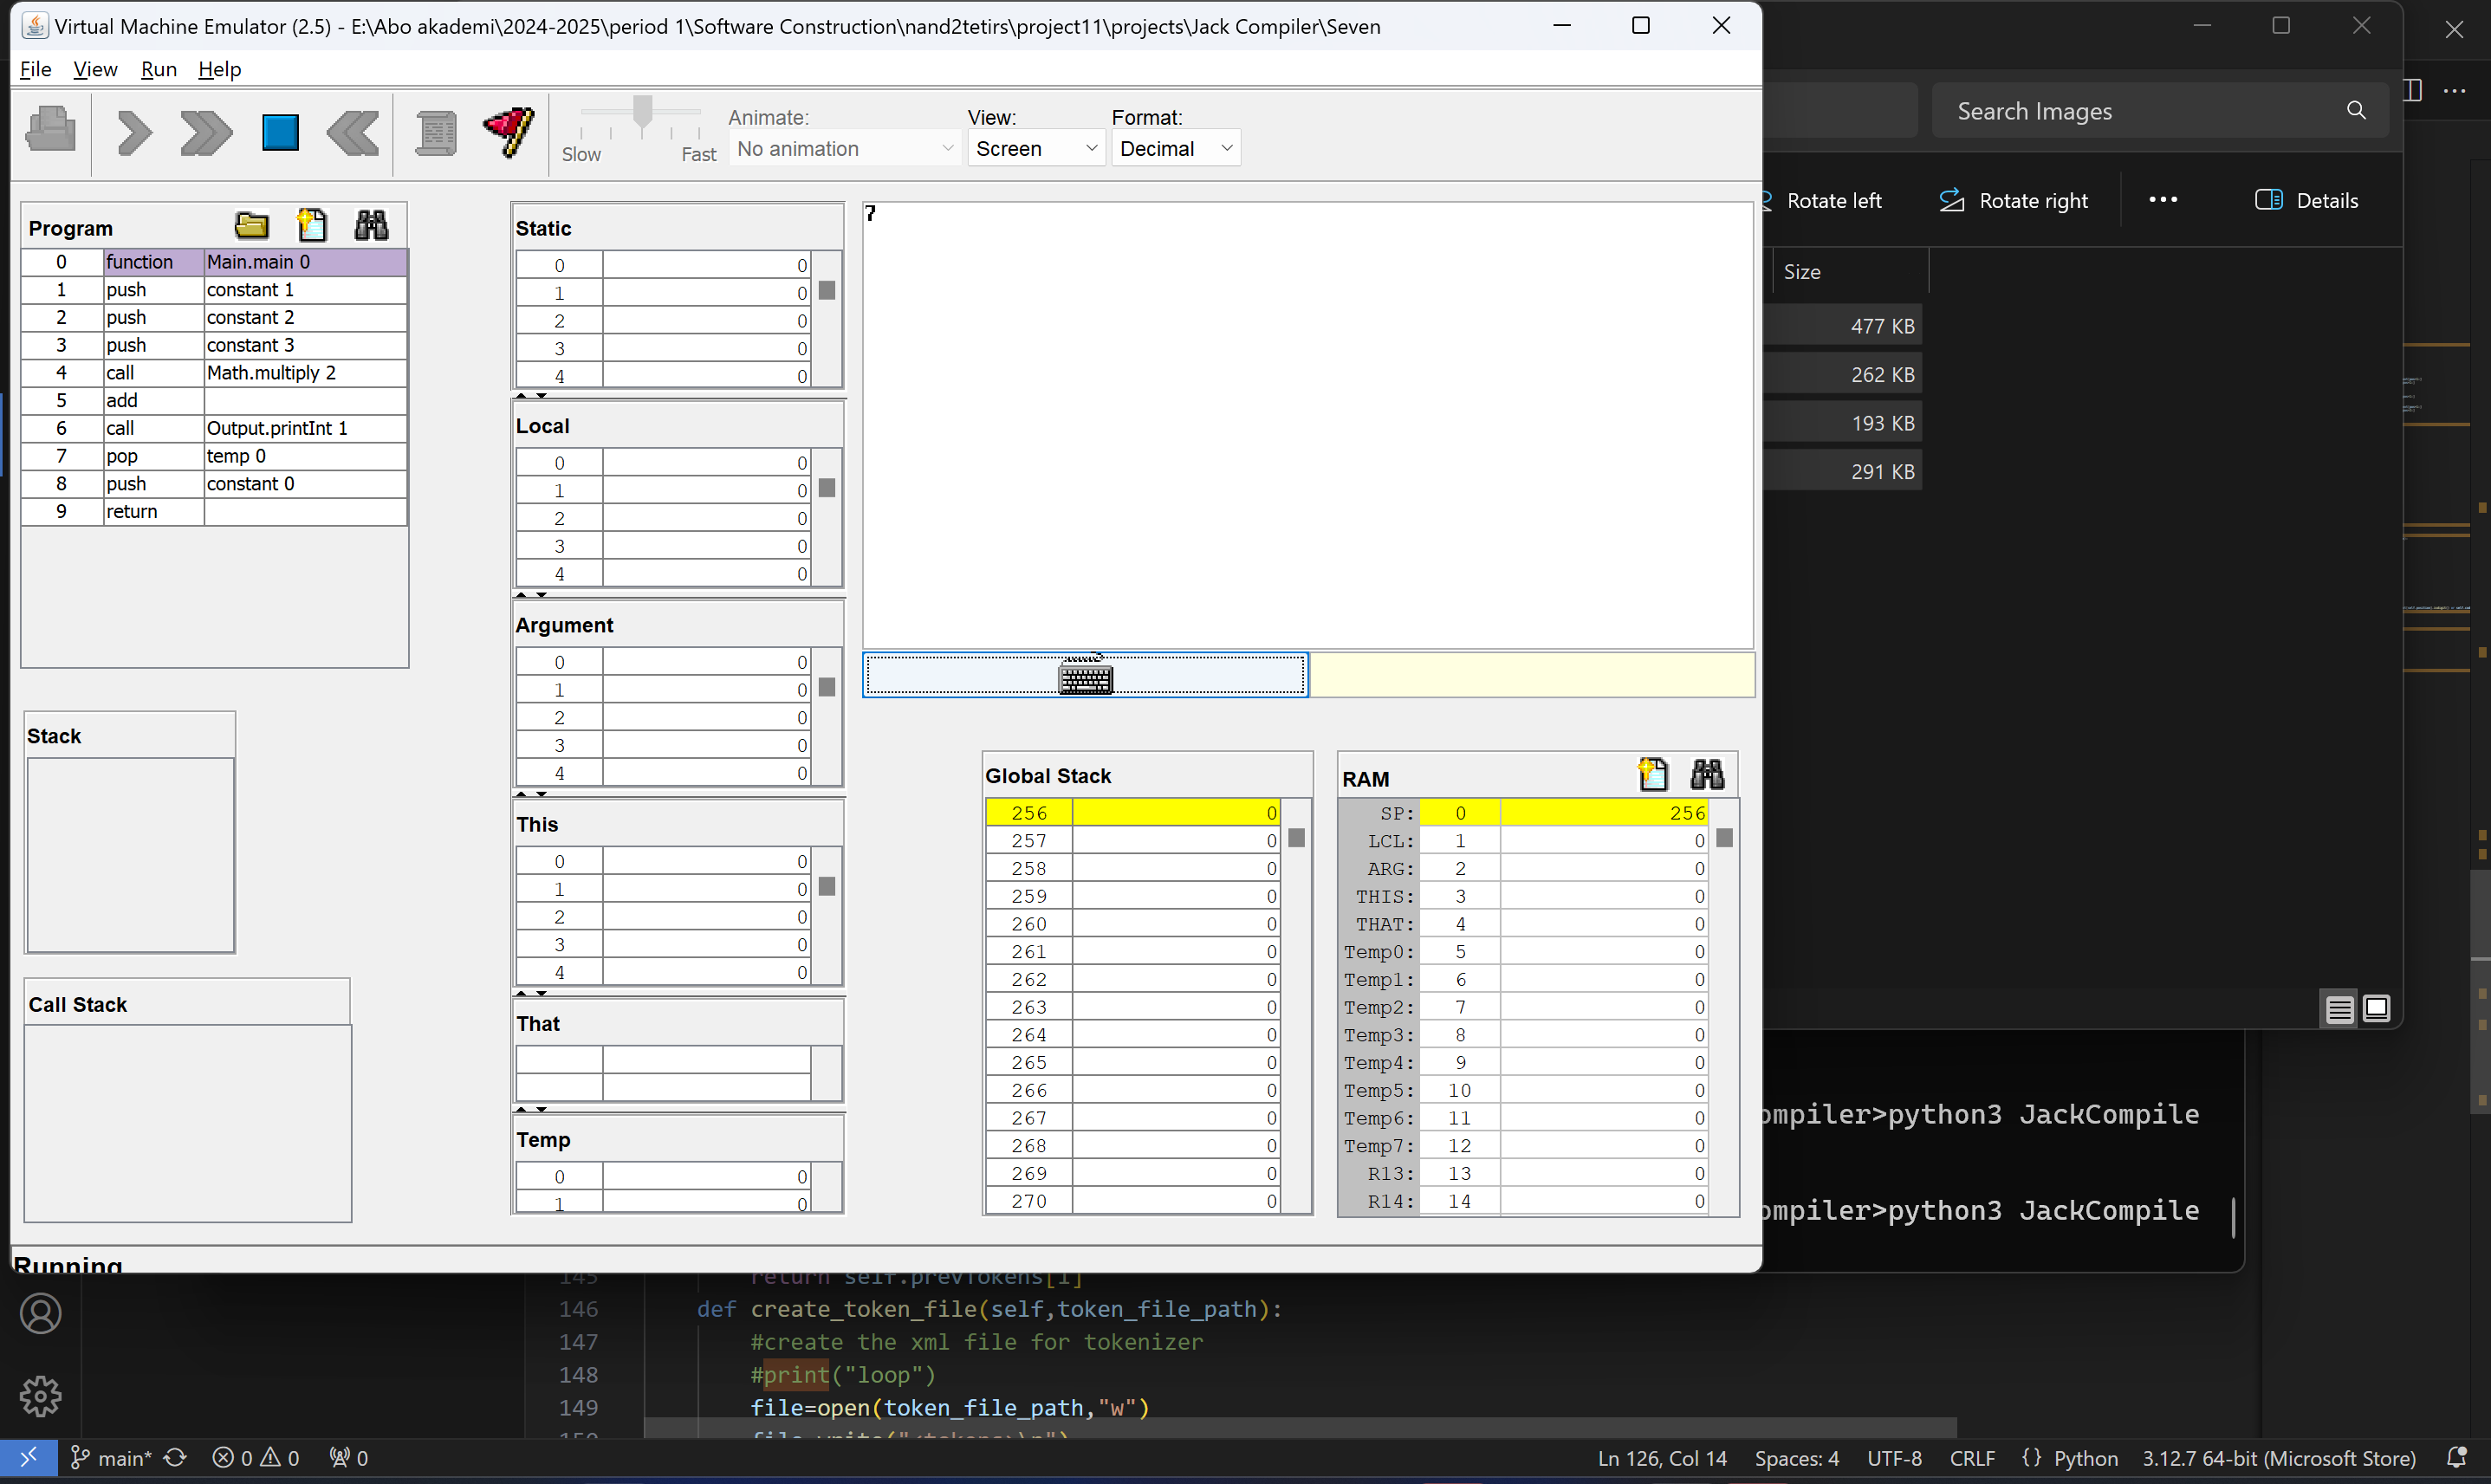 Virtual Machine Emulator (2.5) - E:\Abo akademi\2024-2025\period 1\Software Construction\nand2tetirs\project11\projects\Jack Compiler\Seven
File View Run Help
Slow Fast
Animate:
No animation
View:
Screen
Format:
Decimal
Program
0 function Main.main 0
1 push constant 1
2 push constant 2
3 push constant 3
4 call Math.multiply 2
5 add
6 call Output.printInt 1
7 pop temp 0
8 push constant 0
9 return
Stack
Call Stack
Static
0 0
1 0
2 0
3 0
4 0
Local
0 0
1 0
2 0
3 0
4 0
Argument
0 0
1 0
2 0
3 0
4 0
This
0 0
1 0
2 0
3 0
4 0
That
Temp
0 0
1 0
7
Global Stack
256 0
257 0
258 0
259 0
260 0
261 0
262 0
263 0
264 0
265 0
266 0
267 0
268 0
269 0
270 0
RAM
SP: 0 256
LCL: 1 0
ARG: 2 0
THIS: 3 0
THAT: 4 0
Temp0: 5 0
Temp1: 6 0
Temp2: 7 0
Temp3: 8 0
Temp4: 9 0
Temp5: 10 0
Temp6: 11 0
Temp7: 12 0
R13: 13 0
R14: 14 0
Running
Search Images
Rotate left Rotate right Details
Size
477 KB
262 KB
193 KB
291 KB
ompiler>python3 JackCompile
ompiler>python3 JackCompile
145 return self.prevTokens[1]
146 def create_token_file(self,token_file_path):
147 #create the xml file for tokenizer
148 #print("loop")
149 file=open(token_file_path,"w")
main* 0 0 0
Ln 126, Col 14 Spaces: 4 UTF-8 CRLF {} Python 3.12.7 64-bit (Microsoft Store)